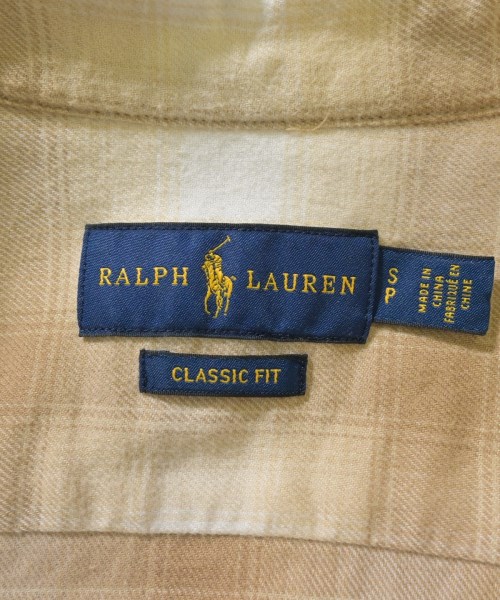 RALPH LAUREN
S
P
MADE IN
CHINA
FABRIQUÉ EN
CHINE
CLASSIC FIT